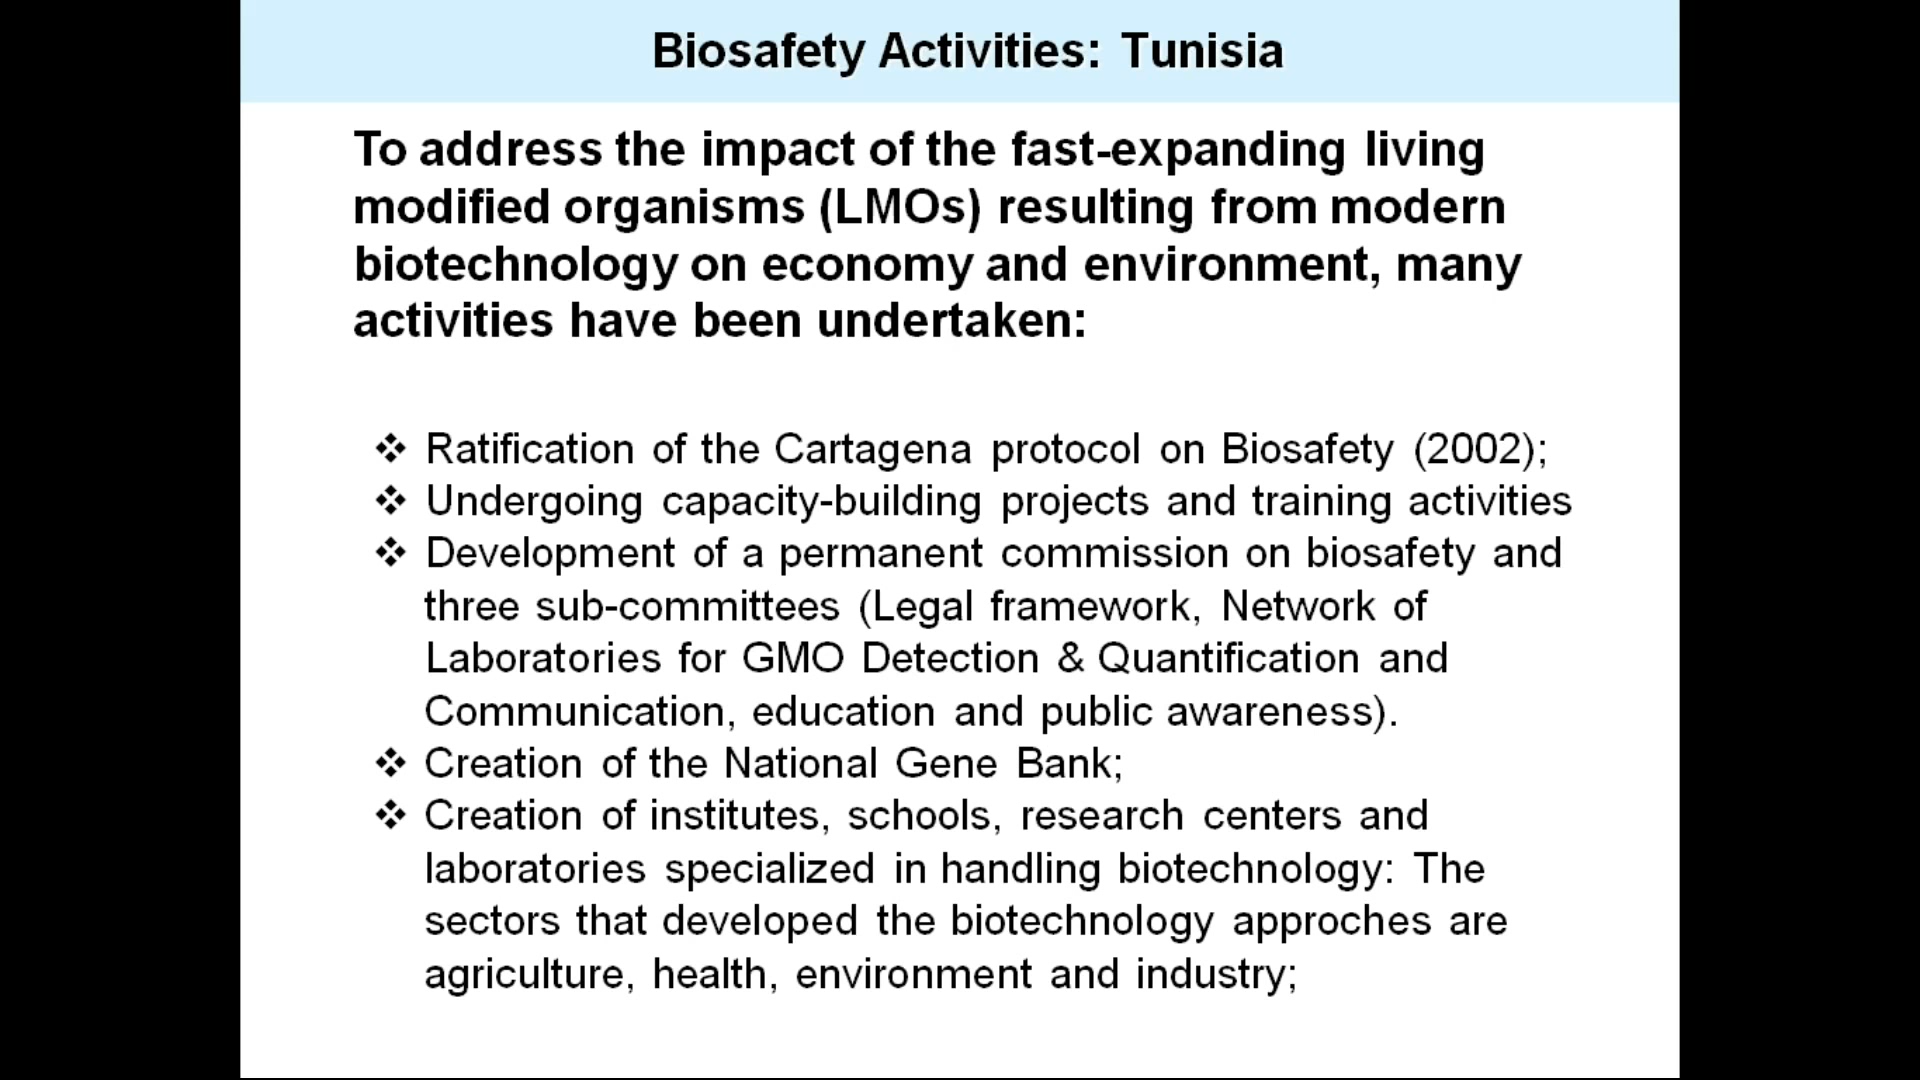 Biosafety Activities: Tunisia
To address the impact of the fast-expanding living
modified organisms (LMOs) resulting from modern
biotechnology on economy and environment, many
activities have been undertaken:
❖ Ratification of the Cartagena protocol on Biosafety (2002);
❖ Undergoing capacity-building projects and training activities
❖ Development of a permanent commission on biosafety and
three sub-committees (Legal framework, Network of
Laboratories for GMO Detection & Quantification and
Communication, education and public awareness).
❖ Creation of the National Gene Bank;
❖ Creation of institutes, schools, research centers and
laboratories specialized in handling biotechnology: The
sectors that developed the biotechnology approches are
agriculture, health, environment and industry;